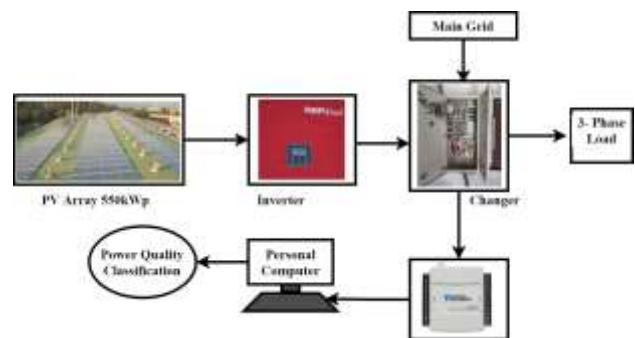 Main Grid
3- Phase
Load
PV Array 550kWp
Inverter
Changer
Power Quality
Classification
Personal
Computer